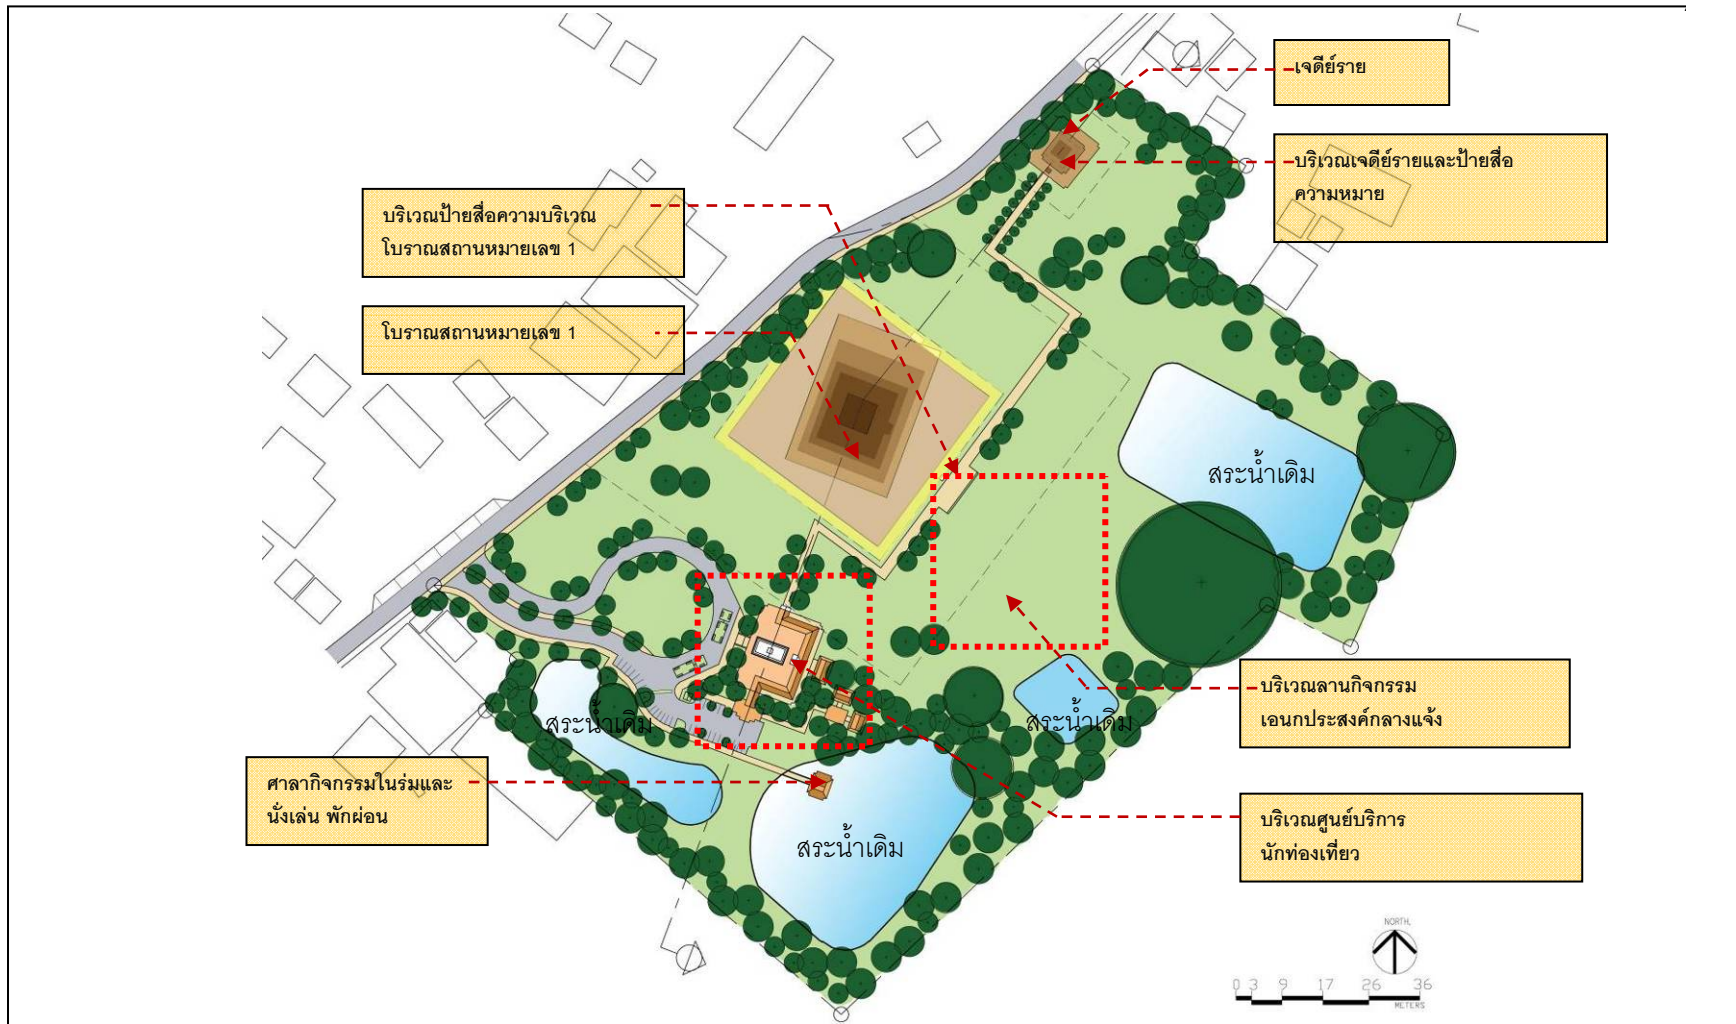 เจดีย์ราย
บริเวณเจดีย์รายและป้ายสื่อ
ความหมาย
บริเวณป้ายสื่อความบริเวณ
โบราณสถานหมายเลข 1
โบราณสถานหมายเลข 1
สระน้ำเดิม
สระน้ำเดิม
สระน้ำเดิม
บริเวณลานกิจกรรม
เอนกประสงค์กลางแจ้ง
ศาลากิจกรรมในร่มและ
นั่งเล่น พักผ่อน
สระน้ำเดิม
บริเวณศูนย์บริการ
นักท่องเที่ยว
NORTH.
0 3 9 17 26 36
METERS